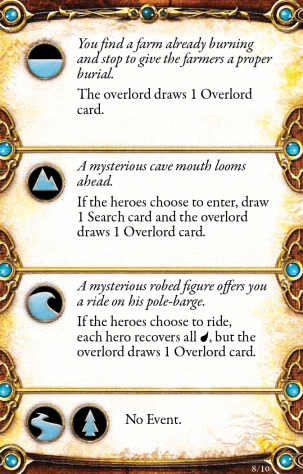 You find a farm already burning
and stop to give the farmers a proper
burial.
The overlord draws 1 Overlord
card.
A mysterious cave mouth looms
ahead.
If the heroes choose to enter, draw
1 Search card and the overlord
draws 1 Overlord card.
A mysterious robed figure offers you
a ride on his pole-barge.
If the heroes choose to ride,
each hero recovers all , but the
overlord draws 1 Overlord card.
No Event.
8/10